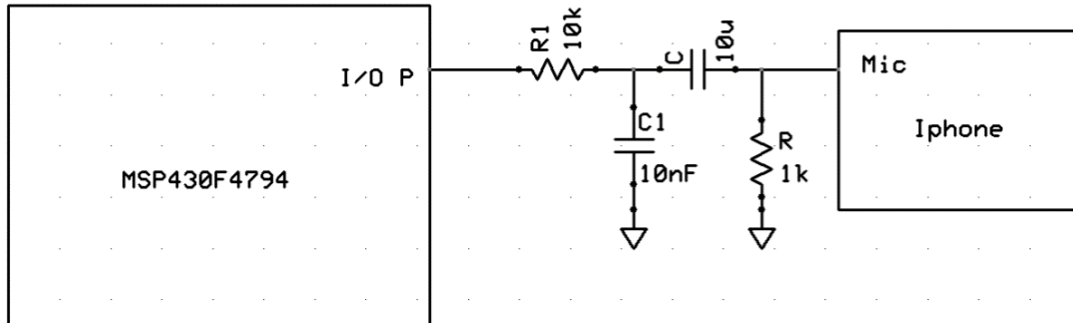 R1
10k
C
10u
I/O P
Mic
C1
Iphone
R
10nF
1k
MSP430F4794